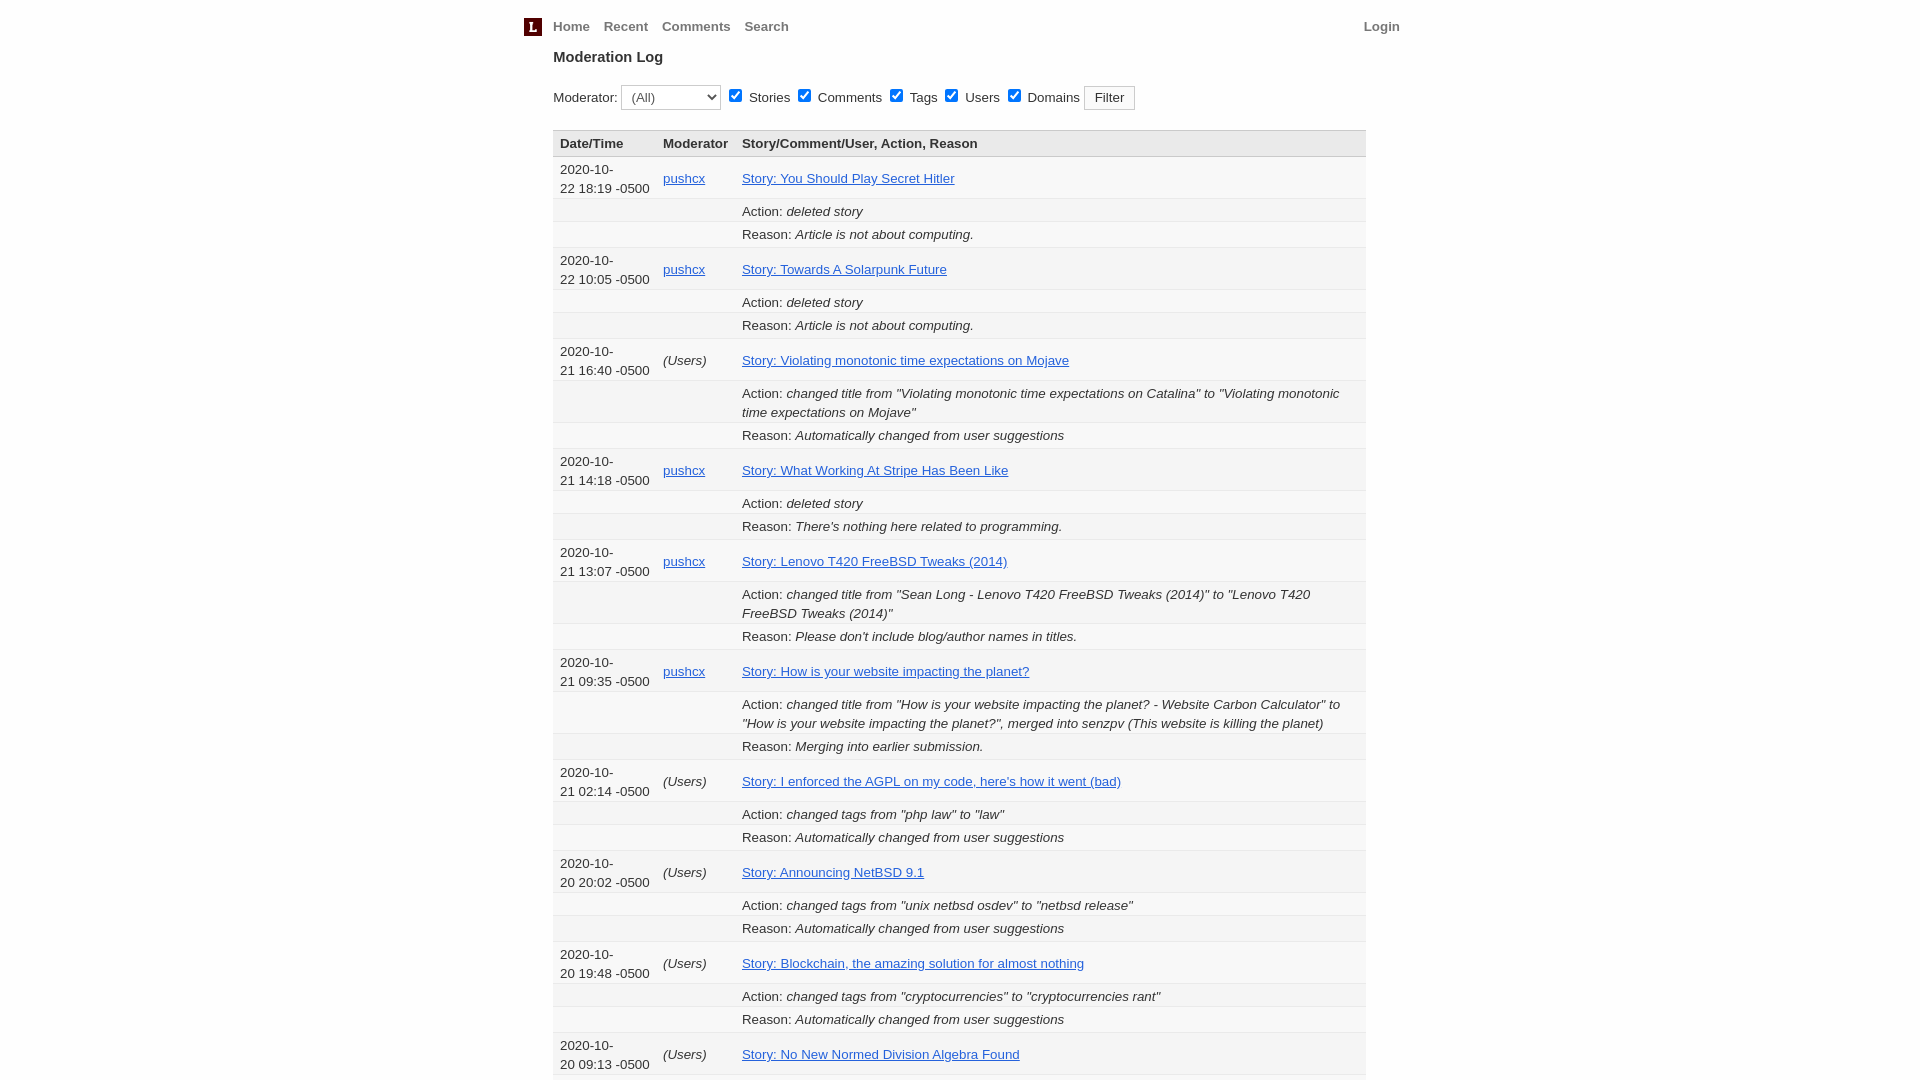 L Home Recent Comments Search Login
Moderation Log
Moderator: (All) Stories Comments Tags Users Domains Filter
Date/Time Moderator Story/Comment/User, Action, Reason
2020-10-
22 18:19 -0500 pushcx Story: You Should Play Secret Hitler
Action: deleted story
Reason: Article is not about computing.
2020-10-
22 10:05 -0500 pushcx Story: Towards A Solarpunk Future
Action: deleted story
Reason: Article is not about computing.
2020-10-
21 16:40 -0500 (Users) Story: Violating monotonic time expectations on Mojave
Action: changed title from "Violating monotonic time expectations on Catalina" to "Violating monotonic
time expectations on Mojave"
Reason: Automatically changed from user suggestions
2020-10-
21 14:18 -0500 pushcx Story: What Working At Stripe Has Been Like
Action: deleted story
Reason: There's nothing here related to programming.
2020-10-
21 13:07 -0500 pushcx Story: Lenovo T420 FreeBSD Tweaks (2014)
Action: changed title from "Sean Long - Lenovo T420 FreeBSD Tweaks (2014)" to "Lenovo T420
FreeBSD Tweaks (2014)"
Reason: Please don't include blog/author names in titles.
2020-10-
21 09:35 -0500 pushcx Story: How is your website impacting the planet?
Action: changed title from "How is your website impacting the planet? - Website Carbon Calculator" to
"How is your website impacting the planet?", merged into senzpv (This website is killing the planet)
Reason: Merging into earlier submission.
2020-10-
21 02:14 -0500 (Users) Story: I enforced the AGPL on my code, here's how it went (bad)
Action: changed tags from "php law" to "law"
Reason: Automatically changed from user suggestions
2020-10-
20 20:02 -0500 (Users) Story: Announcing NetBSD 9.1
Action: changed tags from "unix netbsd osdev" to "netbsd release"
Reason: Automatically changed from user suggestions
2020-10-
20 19:48 -0500 (Users) Story: Blockchain, the amazing solution for almost nothing
Action: changed tags from "cryptocurrencies" to "cryptocurrencies rant"
Reason: Automatically changed from user suggestions
2020-10-
20 09:13 -0500 (Users) Story: No New Normed Division Algebra Found